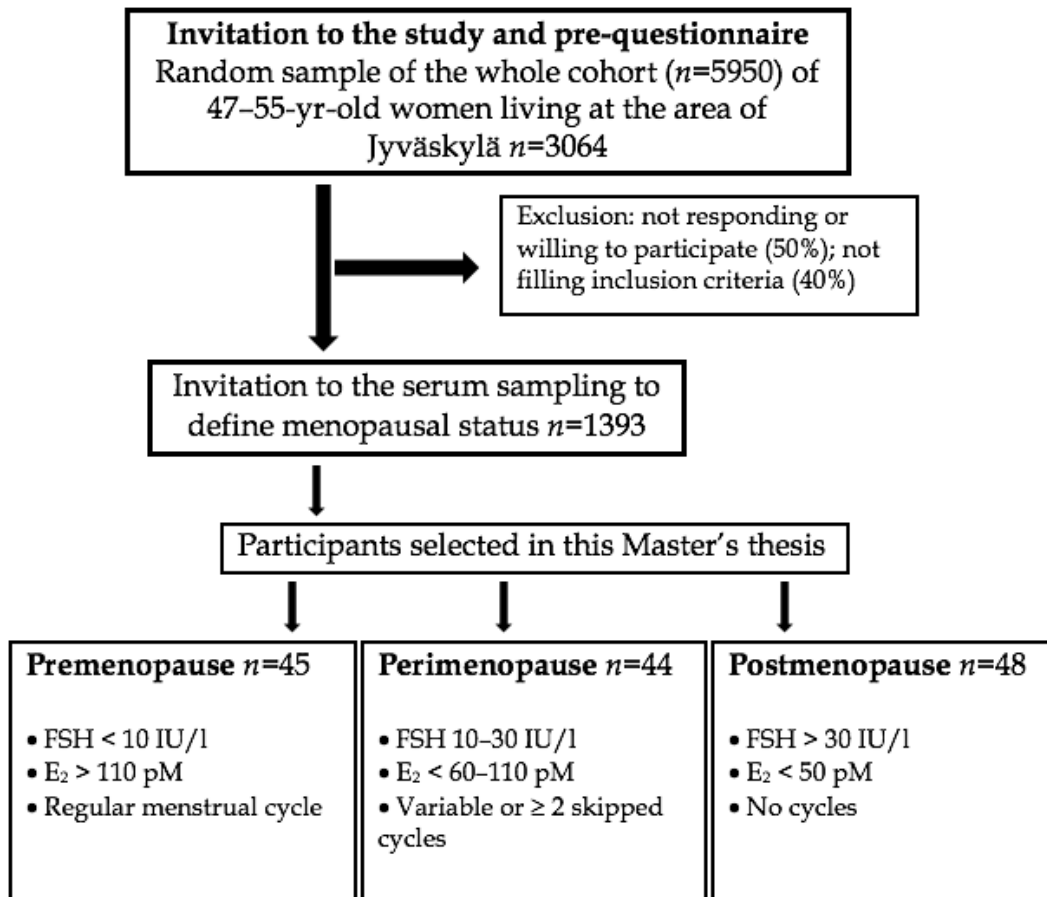 Invitation to the study and pre-questionnaire
Random sample of the whole cohort (n=5950) of
47–55-yr-old women living at the area of
Jyväskylä n=3064
Exclusion: not responding or
willing to participate (50%); not
filling inclusion criteria (40%)
Invitation to the serum sampling to
define menopausal status n=1393
Participants selected in this Master's thesis
Premenopause n=45
• FSH < 10 IU/l
• E₂ > 110 pM
• Regular menstrual cycle
Perimenopause n=44
• FSH 10–30 IU/l
• E₂ < 60–110 pM
• Variable or ≥ 2 skipped
cycles
Postmenopause n=48
• FSH > 30 IU/l
• E₂ < 50 pM
• No cycles